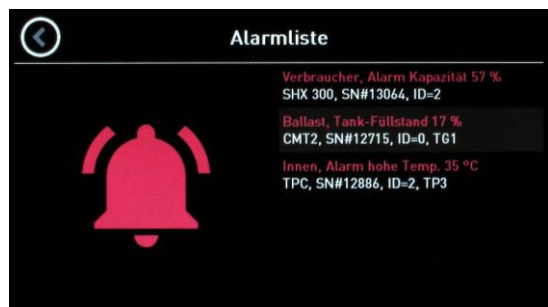 Alarmliste
Verbraucher, Alarm Kapazität 57 %
SHX 300, SN#13064, ID=2
Ballast, Tank-Füllstand 17 %
CMT2, SN#12715, ID=0, TG1
Innen, Alarm hohe Temp. 35 °C
TPC, SN#12886, ID=2, TP3